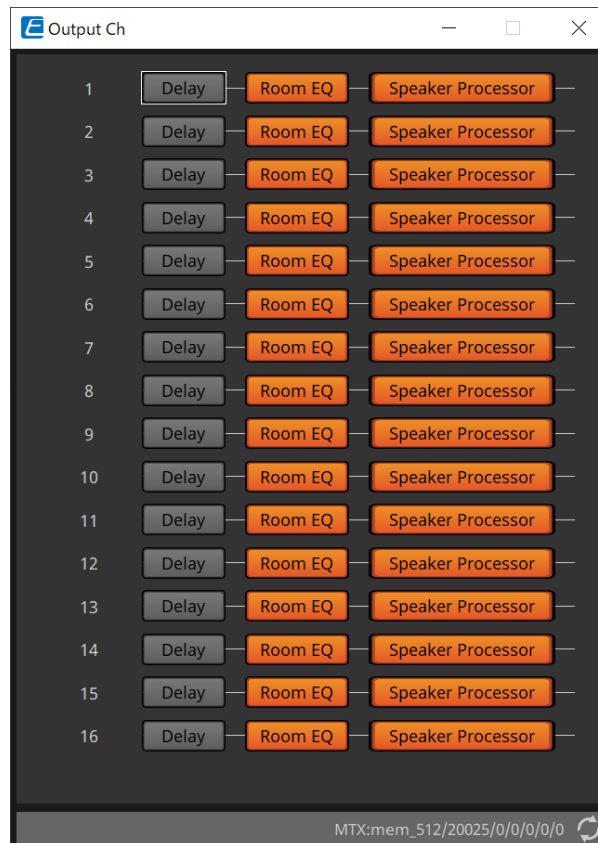 E Output Ch
1 Delay Room EQ Speaker Processor
2 Delay Room EQ Speaker Processor
3 Delay Room EQ Speaker Processor
4 Delay Room EQ Speaker Processor
5 Delay Room EQ Speaker Processor
6 Delay Room EQ Speaker Processor
7 Delay Room EQ Speaker Processor
8 Delay Room EQ Speaker Processor
9 Delay Room EQ Speaker Processor
10 Delay Room EQ Speaker Processor
11 Delay Room EQ Speaker Processor
12 Delay Room EQ Speaker Processor
13 Delay Room EQ Speaker Processor
14 Delay Room EQ Speaker Processor
15 Delay Room EQ Speaker Processor
16 Delay Room EQ Speaker Processor
MTX:mem_512/20025/0/0/0/0/0